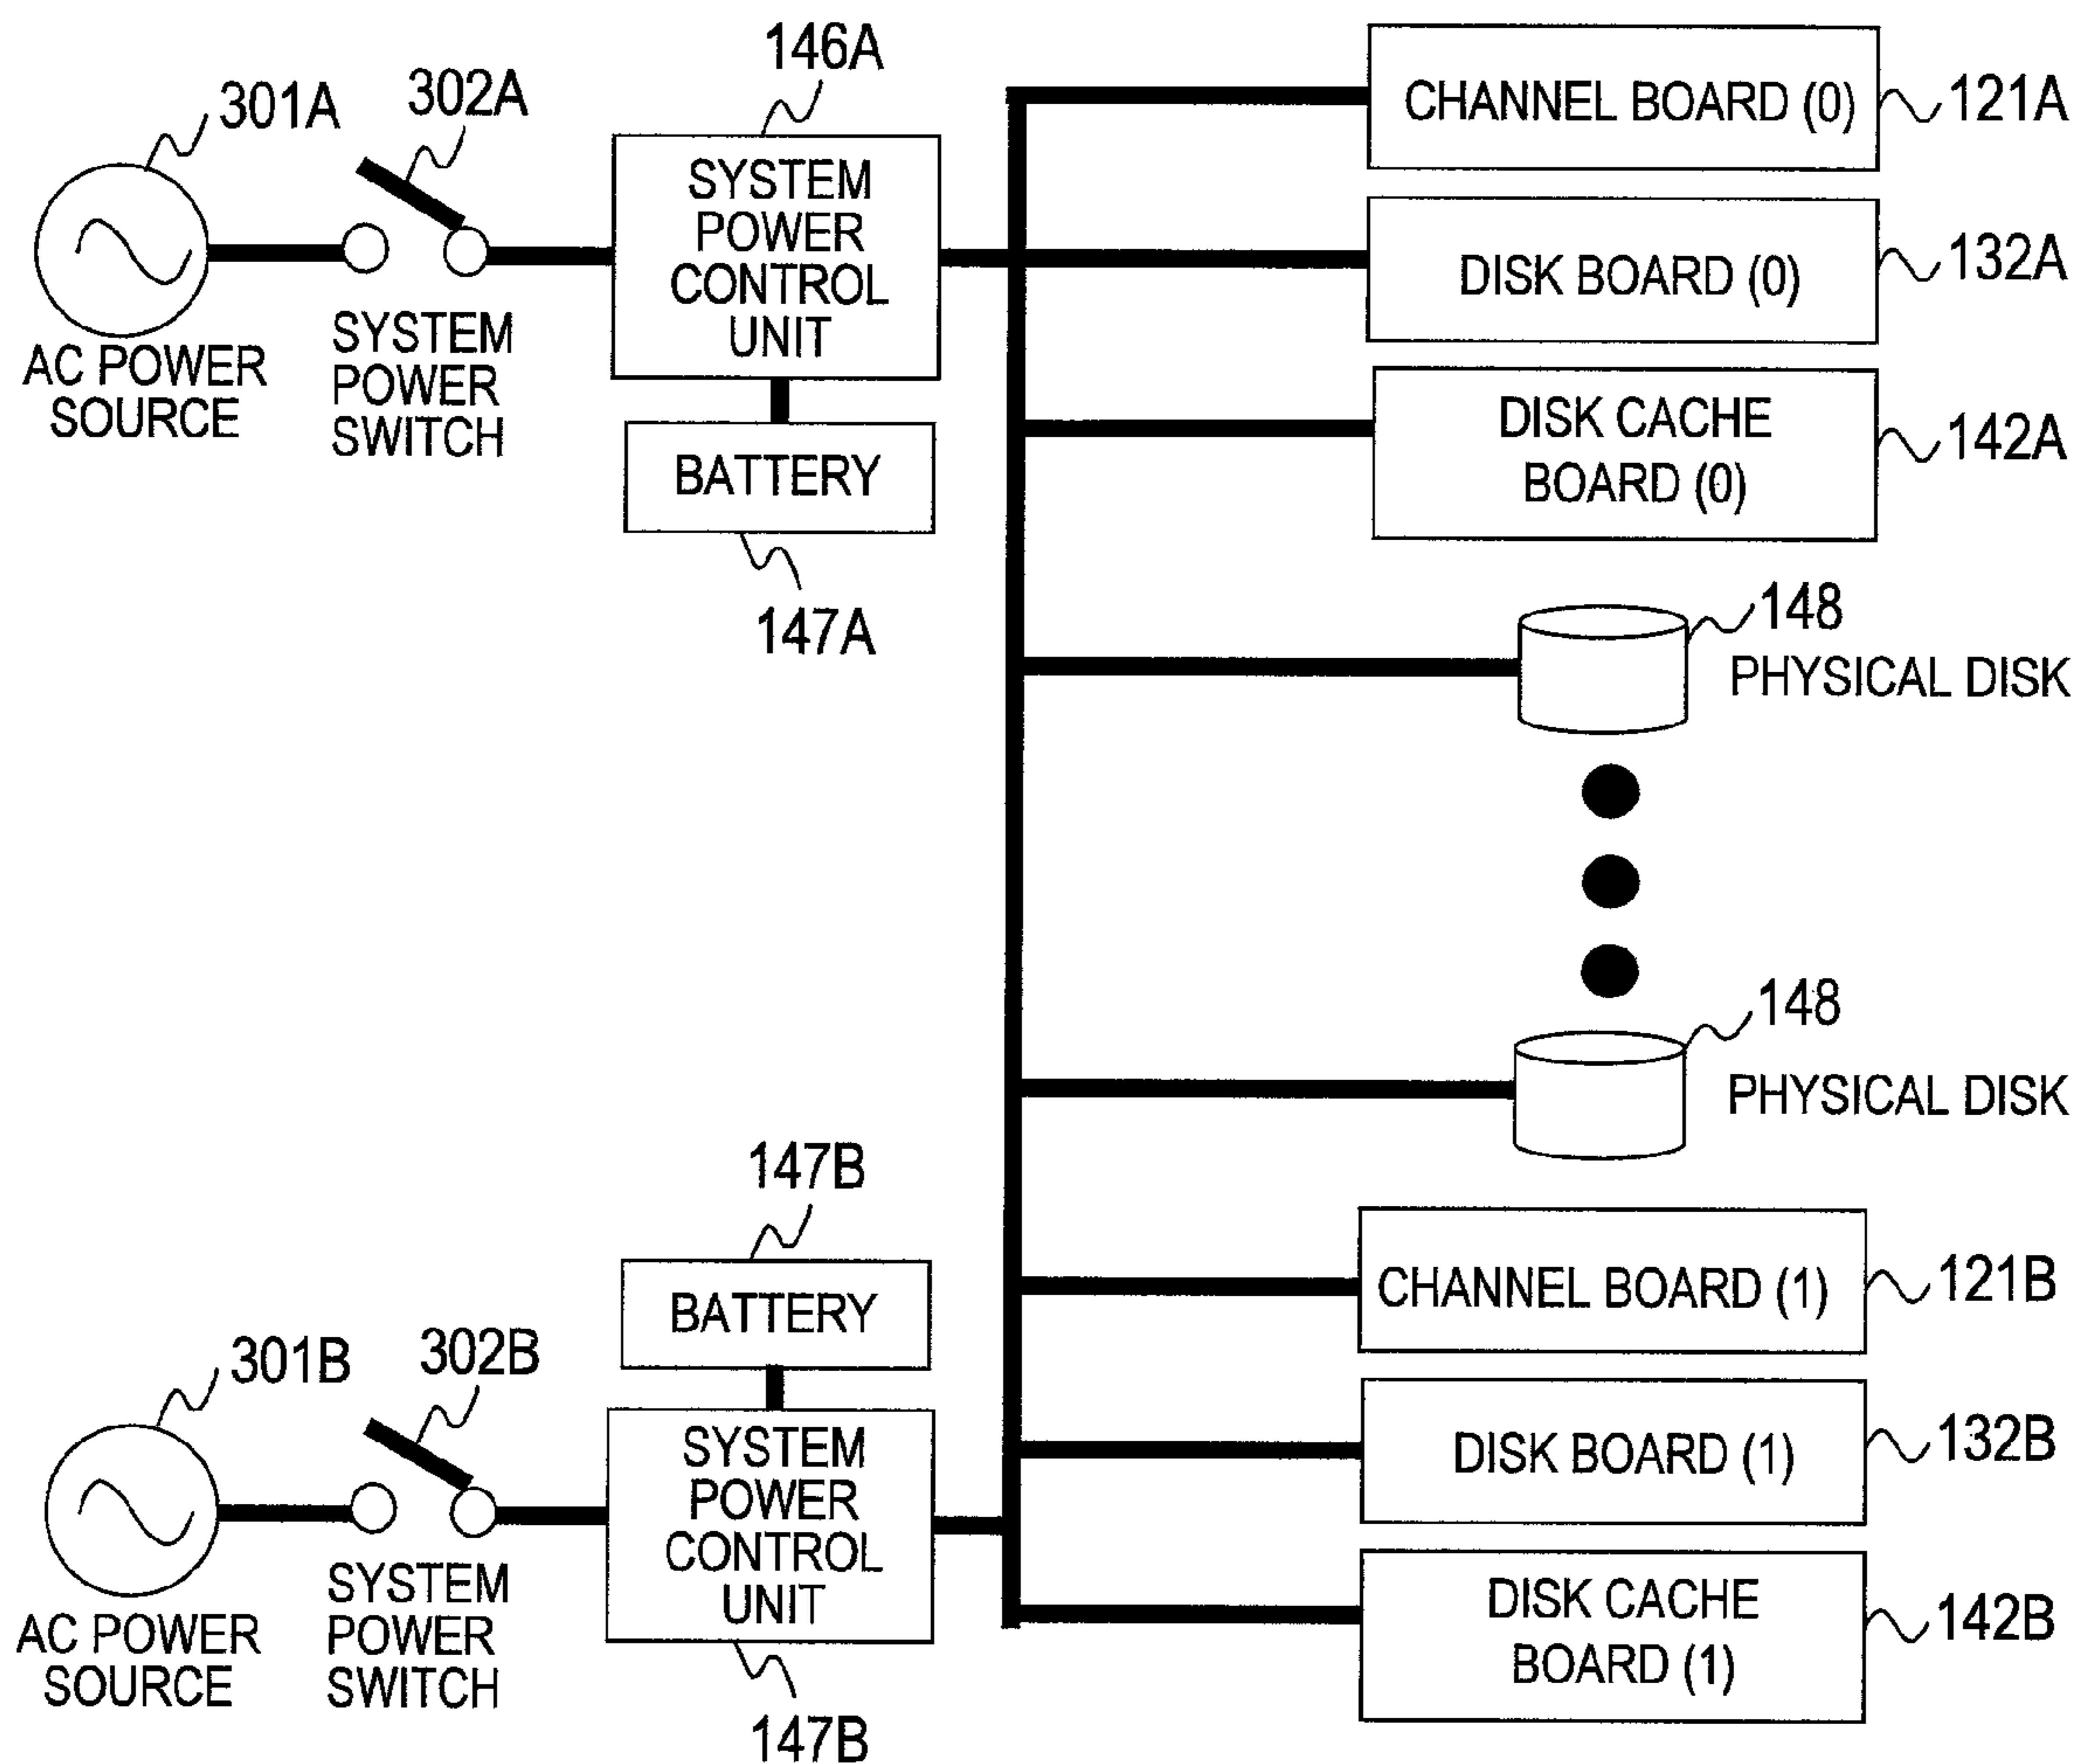 146A
302A
301A
SYSTEM
POWER
CONTROL
UNIT
SYSTEM
POWER
SWITCH
AC POWER
SOURCE
BATTERY
147A
CHANNEL BOARD (0)
121A
DISK BOARD (0)
132A
DISK CACHE
BOARD (0)
142A
148
PHYSICAL DISK
148
PHYSICAL DISK
147B
BATTERY
302B
301B
SYSTEM
POWER
CONTROL
UNIT
SYSTEM
POWER
SWITCH
AC POWER
SOURCE
147B
CHANNEL BOARD (1)
121B
DISK BOARD (1)
132B
DISK CACHE
BOARD (1)
142B